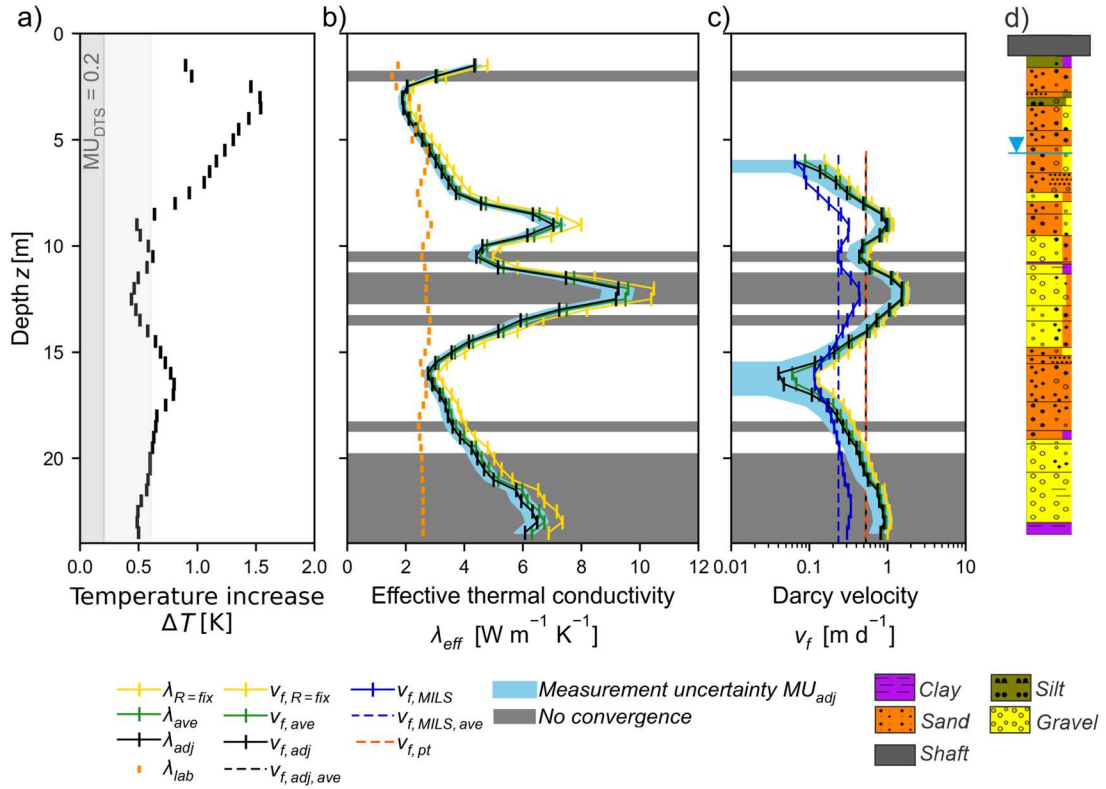 a)
b)
c)
d)
0
5
10
15
20
Depth z [m]
MU_DTS = 0.2
0.0 0.5 1.0 1.5 2.0
Temperature increase
ΔT [K]
0 2 4 6 8 10 12
Effective thermal conductivity
λ_eff [W m⁻¹ K⁻¹]
0.01 0.1 1 10
Darcy velocity
v_f [m d⁻¹]
λ_R=fix
λ_ave
λ_adj
λ_lab
v_f,R=fix
v_f,ave
v_f,adj
v_f,adj,ave
v_f,MILS
v_f,MILS,ave
v_f,pt
Measurement uncertainty MU_adj
No convergence
Clay
Sand
Shaft
Silt
Gravel